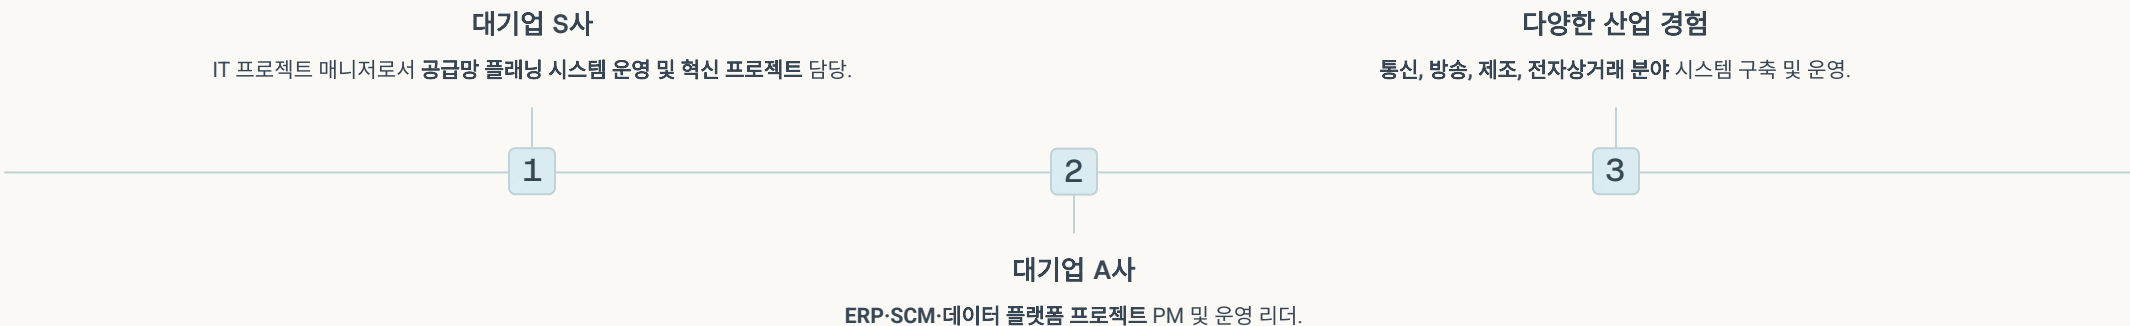 대기업 S사
IT 프로젝트 매니저로서 공급망 플래닝 시스템 운영 및 혁신 프로젝트 담당.
1
2
대기업 A사
ERP·SCM·데이터 플랫폼 프로젝트 PM 및 운영 리더.
다양한 산업 경험
통신, 방송, 제조, 전자상거래 분야 시스템 구축 및 운영.
3